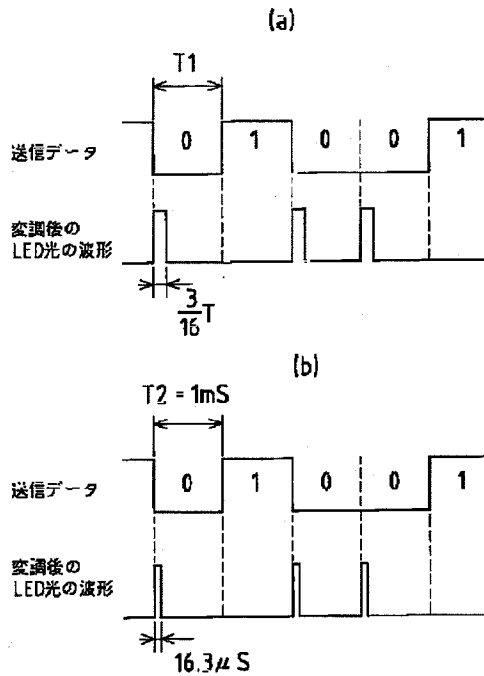 (a)
T1
送信データ
0 1 0 0 1
変調後の
LED光の波形
3/16 T
(b)
T2 = 1mS
送信データ
0 1 0 0 1
変調後の
LED光の波形
16.3μS